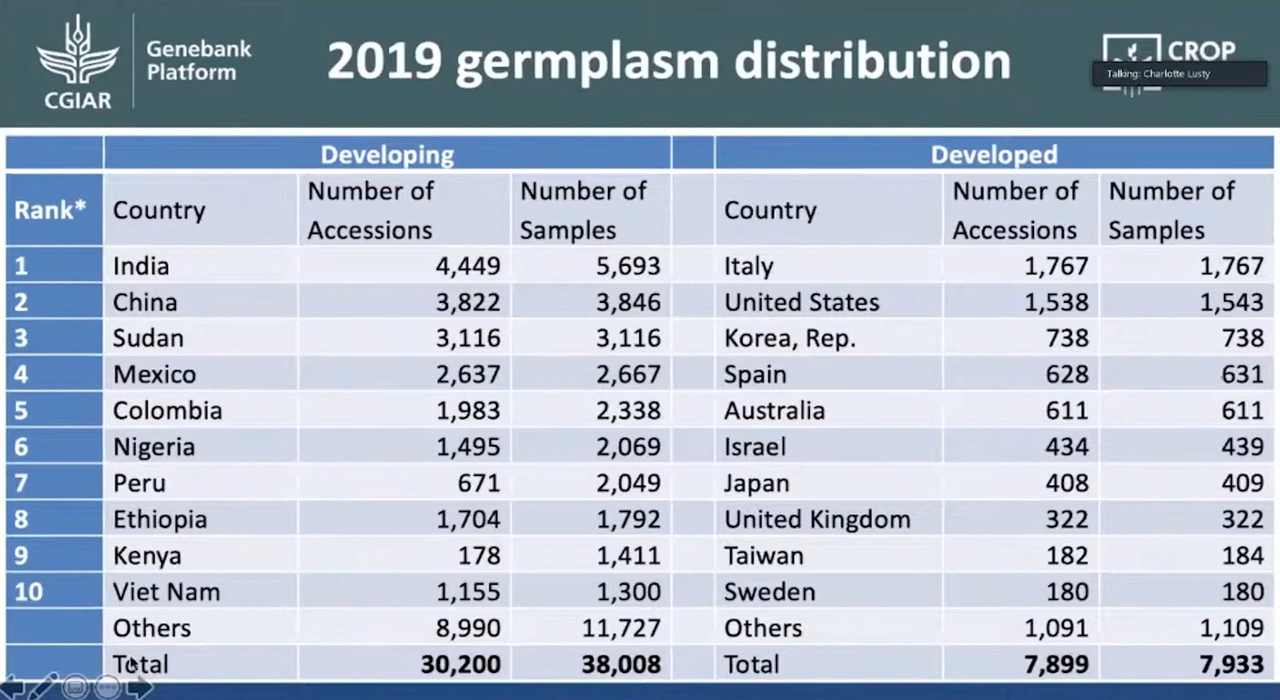 CGIAR
Genebank
Platform
2019 germplasm distribution
CROP
Talking: Charlotte Lusty
Developing Developed
Rank* Country Number of Accessions Number of Samples Country Number of Accessions Number of Samples
1 India 4,449 5,693 Italy 1,767 1,767
2 China 3,822 3,846 United States 1,538 1,543
3 Sudan 3,116 3,116 Korea, Rep. 738 738
4 Mexico 2,637 2,667 Spain 628 631
5 Colombia 1,983 2,338 Australia 611 611
6 Nigeria 1,495 2,069 Israel 434 439
7 Peru 671 2,049 Japan 408 409
8 Ethiopia 1,704 1,792 United Kingdom 322 322
9 Kenya 178 1,411 Taiwan 182 184
10 Viet Nam 1,155 1,300 Sweden 180 180
Others 8,990 11,727 Others 1,091 1,109
Total 30,200 38,008 Total 7,899 7,933